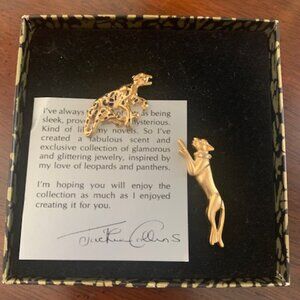 I've always
as being
sleek, prov
mysterious.
Kind of li
my novels. So I've
created a fabulous scent and
exclusive collection of glamorous
and glittering jewelry, inspired by
my love of leopards and panthers.
I'm hoping you will enjoy the
collection as much as I enjoyed
creating it for you.
Jackie Collins